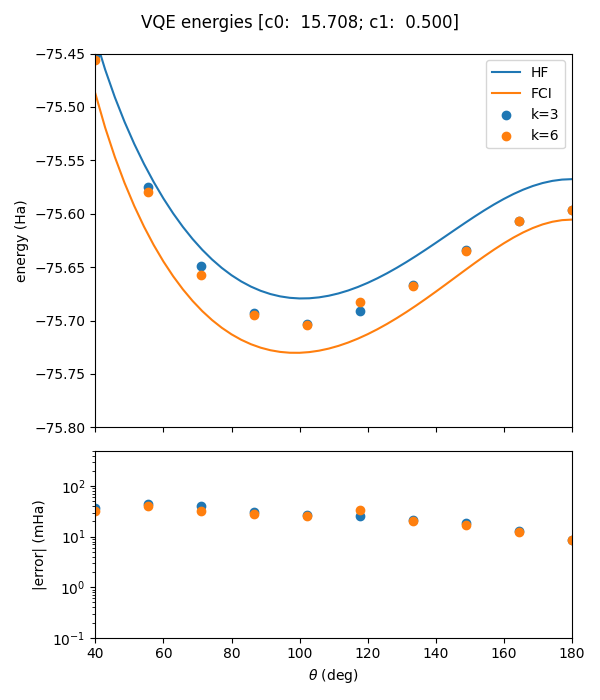 VQE energies [c0:  15.708; c1:  0.500]
−75.45
−75.50
−75.55
−75.60
−75.65
−75.70
−75.75
−75.80
energy (Ha)
HF
FCI
k=3
k=6
10²
10¹
10⁰
10⁻¹
|error| (mHa)
40 60 80 100 120 140 160 180
θ (deg)